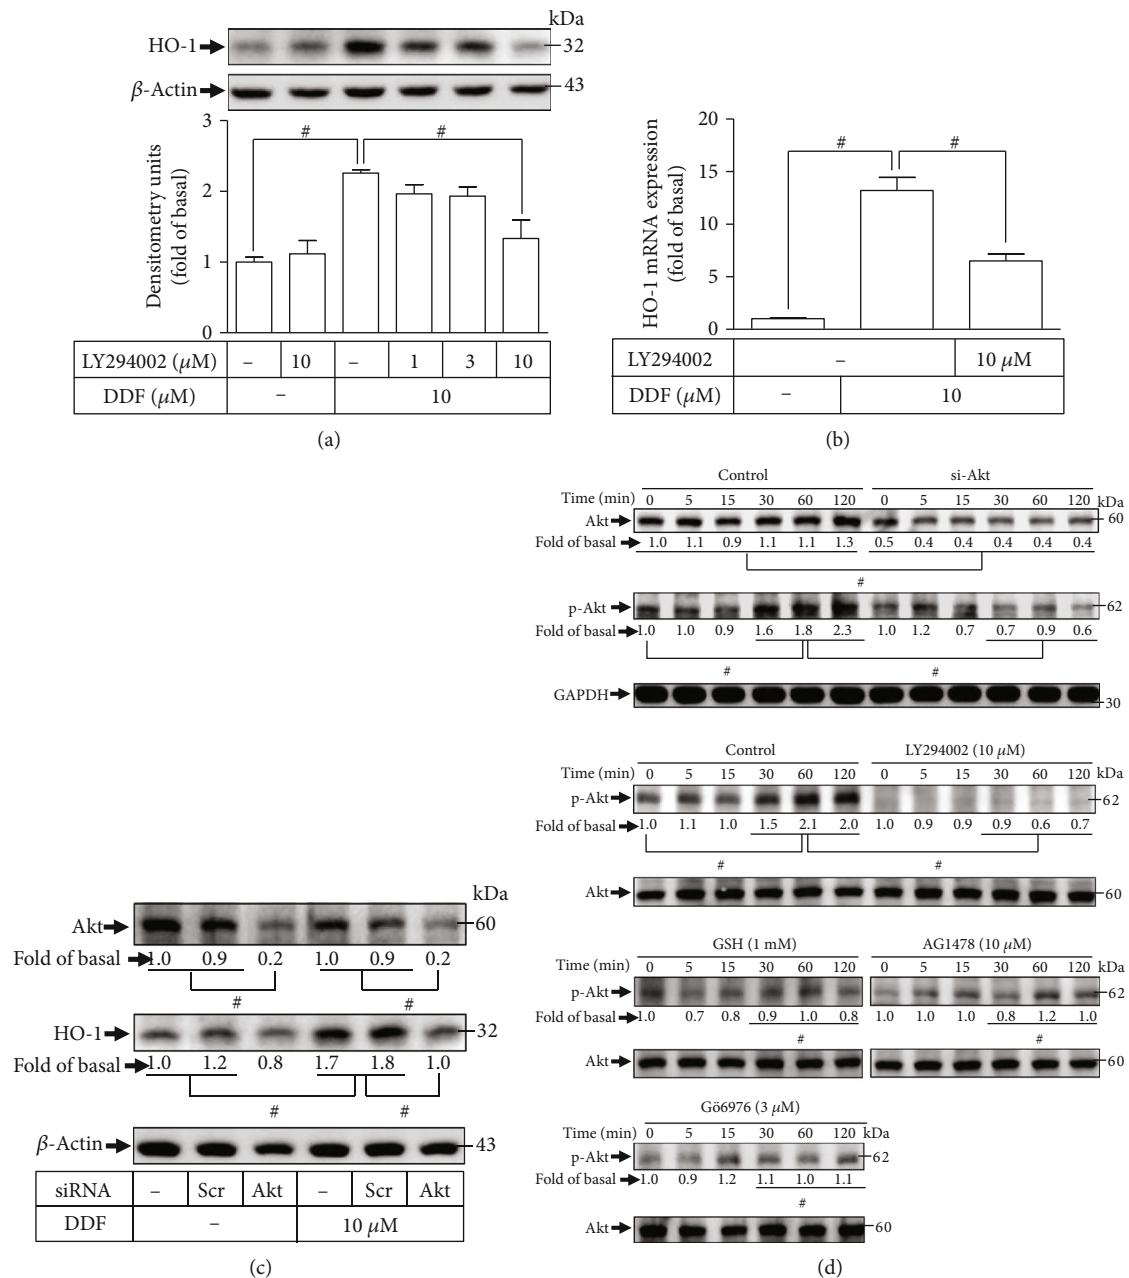 kDa
HO-1 32
β-Actin 43
Densitometry units
(fold of basal)
3
2
1
0
# #
LY294002 (μM) – 10 – 1 3 10
DDF (μM) – 10
(a)
HO-1 mRNA expression
(fold of basal)
20
15
10
5
0
# #
LY294002 – 10 μM
DDF (μM) – 10
(b)
kDa
Akt 60
Fold of basal 1.0 0.9 0.2 1.0 0.9 0.2
# #
HO-1 32
Fold of basal 1.0 1.2 0.8 1.7 1.8 1.0
# #
β-Actin 43
siRNA – Scr Akt – Scr Akt
DDF – 10 μM
(c)
Control si-Akt
Time (min) 0 5 15 30 60 120 0 5 15 30 60 120 kDa
Akt 60
Fold of basal 1.0 1.1 0.9 1.1 1.1 1.3 0.5 0.4 0.4 0.4 0.4 0.4
#
p-Akt 62
Fold of basal 1.0 1.0 0.9 1.6 1.8 2.3 1.0 1.2 0.7 0.7 0.9 0.6
# #
GAPDH 30
Control LY294002 (10 μM)
Time (min) 0 5 15 30 60 120 0 5 15 30 60 120 kDa
p-Akt 62
Fold of basal 1.0 1.1 1.0 1.5 2.1 2.0 1.0 0.9 0.9 0.9 0.6 0.7
# #
Akt 60
GSH (1 mM) AG1478 (10 μM)
Time (min) 0 5 15 30 60 120 0 5 15 30 60 120 kDa
p-Akt 62
Fold of basal 1.0 0.7 0.8 0.9 1.0 0.8 1.0 1.0 1.0 0.8 1.2 1.0
# #
Akt 60
Gö6976 (3 μM)
Time (min) 0 5 15 30 60 120 kDa
p-Akt 62
Fold of basal 1.0 0.9 1.2 1.1 1.0 1.1
#
Akt 60
(d)